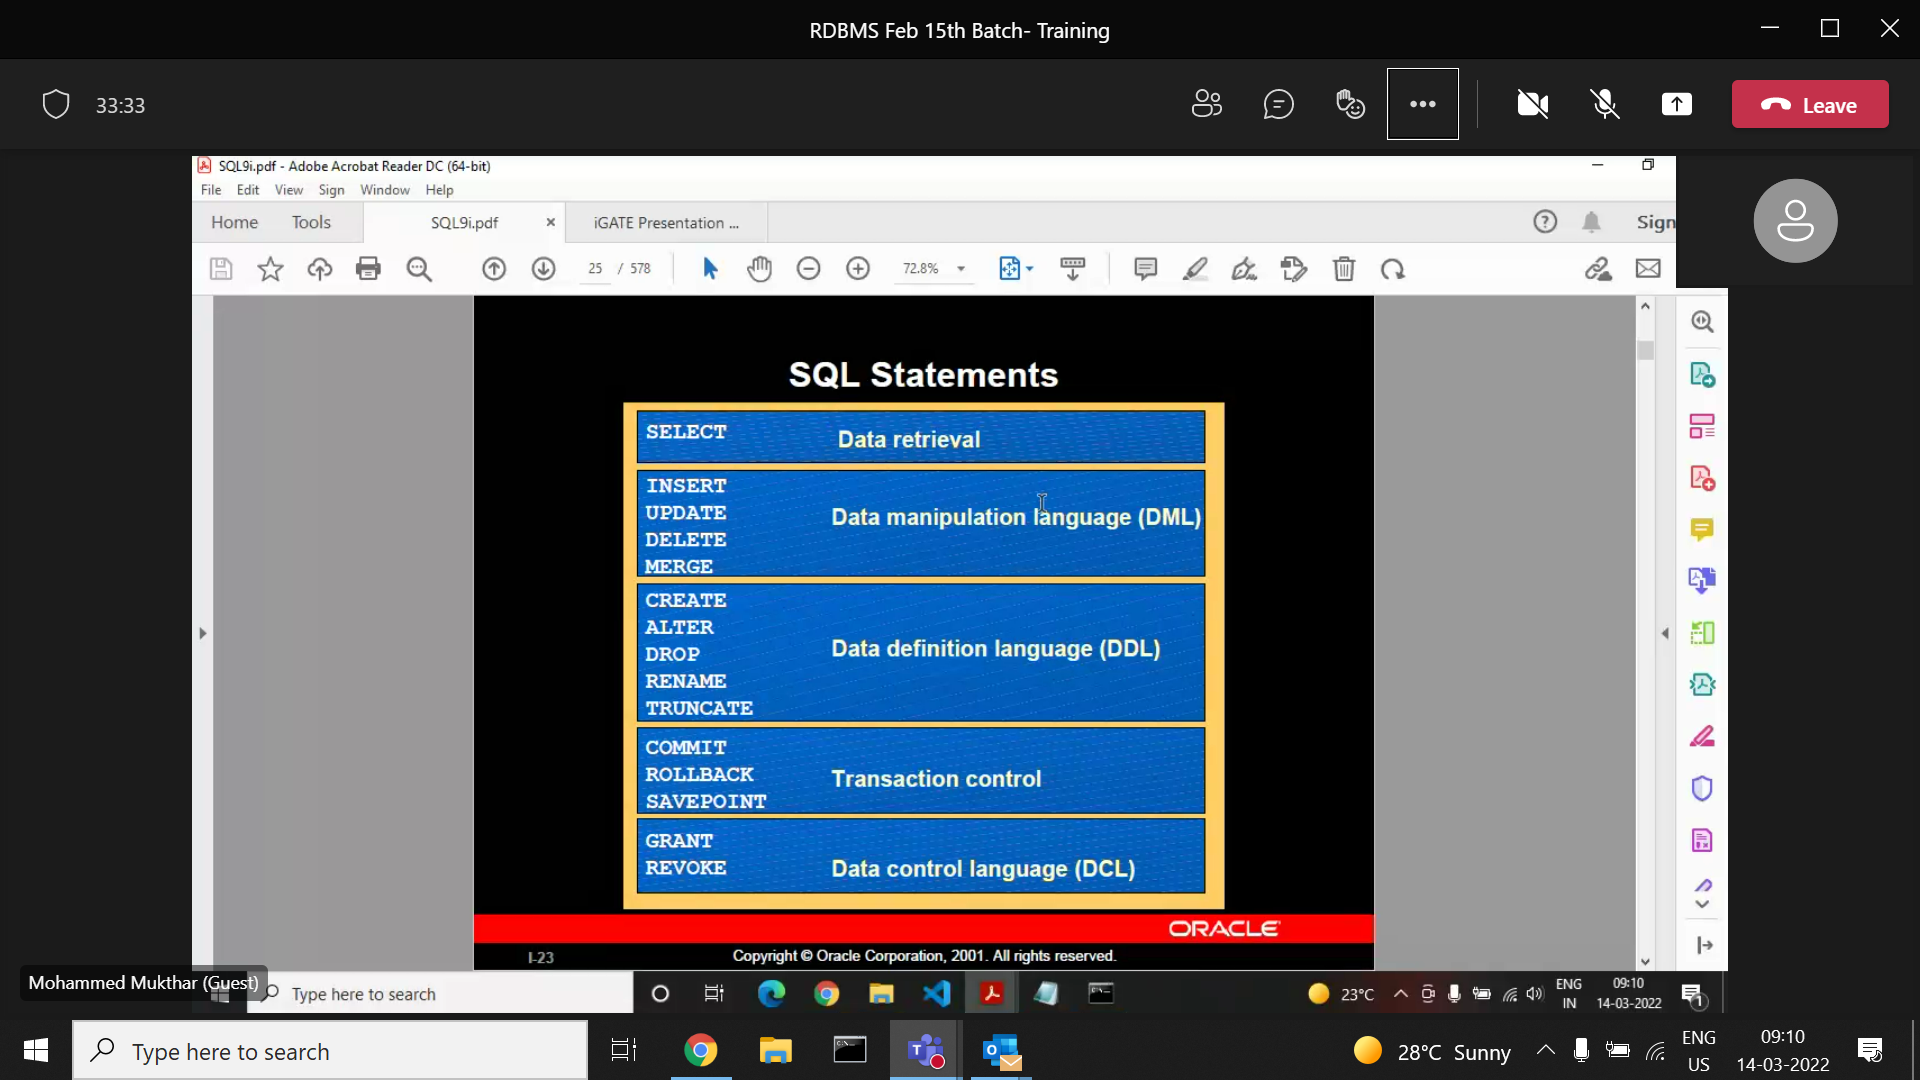 RDBMS Feb 15th Batch- Training
33:33
Leave
SQL9i.pdf - Adobe Acrobat Reader DC (64-bit)
File Edit View Sign Window Help
Home Tools SQL9i.pdf × iGATE Presentation ... Sign
25 / 578 72.8%
SQL Statements
SELECT Data retrieval
INSERT
UPDATE
DELETE
MERGE
Data manipulation language (DML)
CREATE
ALTER
DROP
RENAME
TRUNCATE
Data definition language (DDL)
COMMIT
ROLLBACK
SAVEPOINT
Transaction control
GRANT
REVOKE
Data control language (DCL)
ORACLE
I-23 Copyright © Oracle Corporation, 2001. All rights reserved.
Mohammed Mukthar (Guest)
Type here to search
23°C
ENG
IN
09:10
14-03-2022
1
Type here to search
28°C Sunny
ENG
US
09:10
14-03-2022